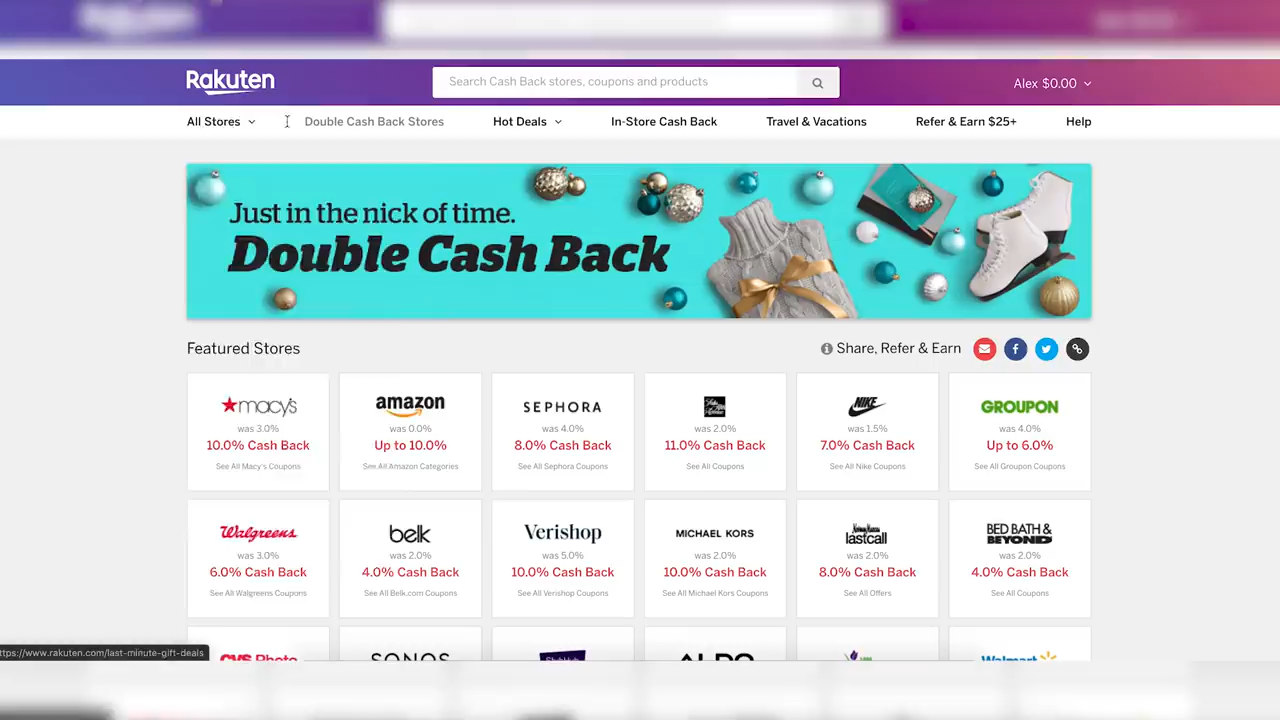 Rakuten
Search Cash Back stores, coupons and products
Alex $0.00
All Stores
Double Cash Back Stores
Hot Deals
In-Store Cash Back
Travel & Vacations
Refer & Earn $25+
Help
Just in the nick of time.
Double Cash Back
Featured Stores
Share, Refer & Earn
macy's
was 3.0%
10.0% Cash Back
See All Macy's Coupons
amazon
was 0.0%
Up to 10.0%
See All Amazon Categories
SEPHORA
was 4.0%
8.0% Cash Back
See All Sephora Coupons
was 2.0%
11.0% Cash Back
See All Coupons
NIKE
was 1.5%
7.0% Cash Back
See All Nike Coupons
GROUPON
was 4.0%
Up to 6.0%
See All Groupon Coupons
Walgreens
was 3.0%
6.0% Cash Back
See All Walgreens Coupons
belk
was 2.0%
4.0% Cash Back
See All Belk.com Coupons
Verishop
was 5.0%
10.0% Cash Back
See All Verishop Coupons
MICHAEL KORS
was 2.0%
10.0% Cash Back
See All Michael Kors Coupons
lastcall
was 2.0%
8.0% Cash Back
See All Offers
BED BATH &
BEYOND
was 2.0%
4.0% Cash Back
See All Coupons
ttps://www.rakuten.com/last-minute-gift-deals
CVS Photo
SONOS
StubHub
ALDO
Walmart